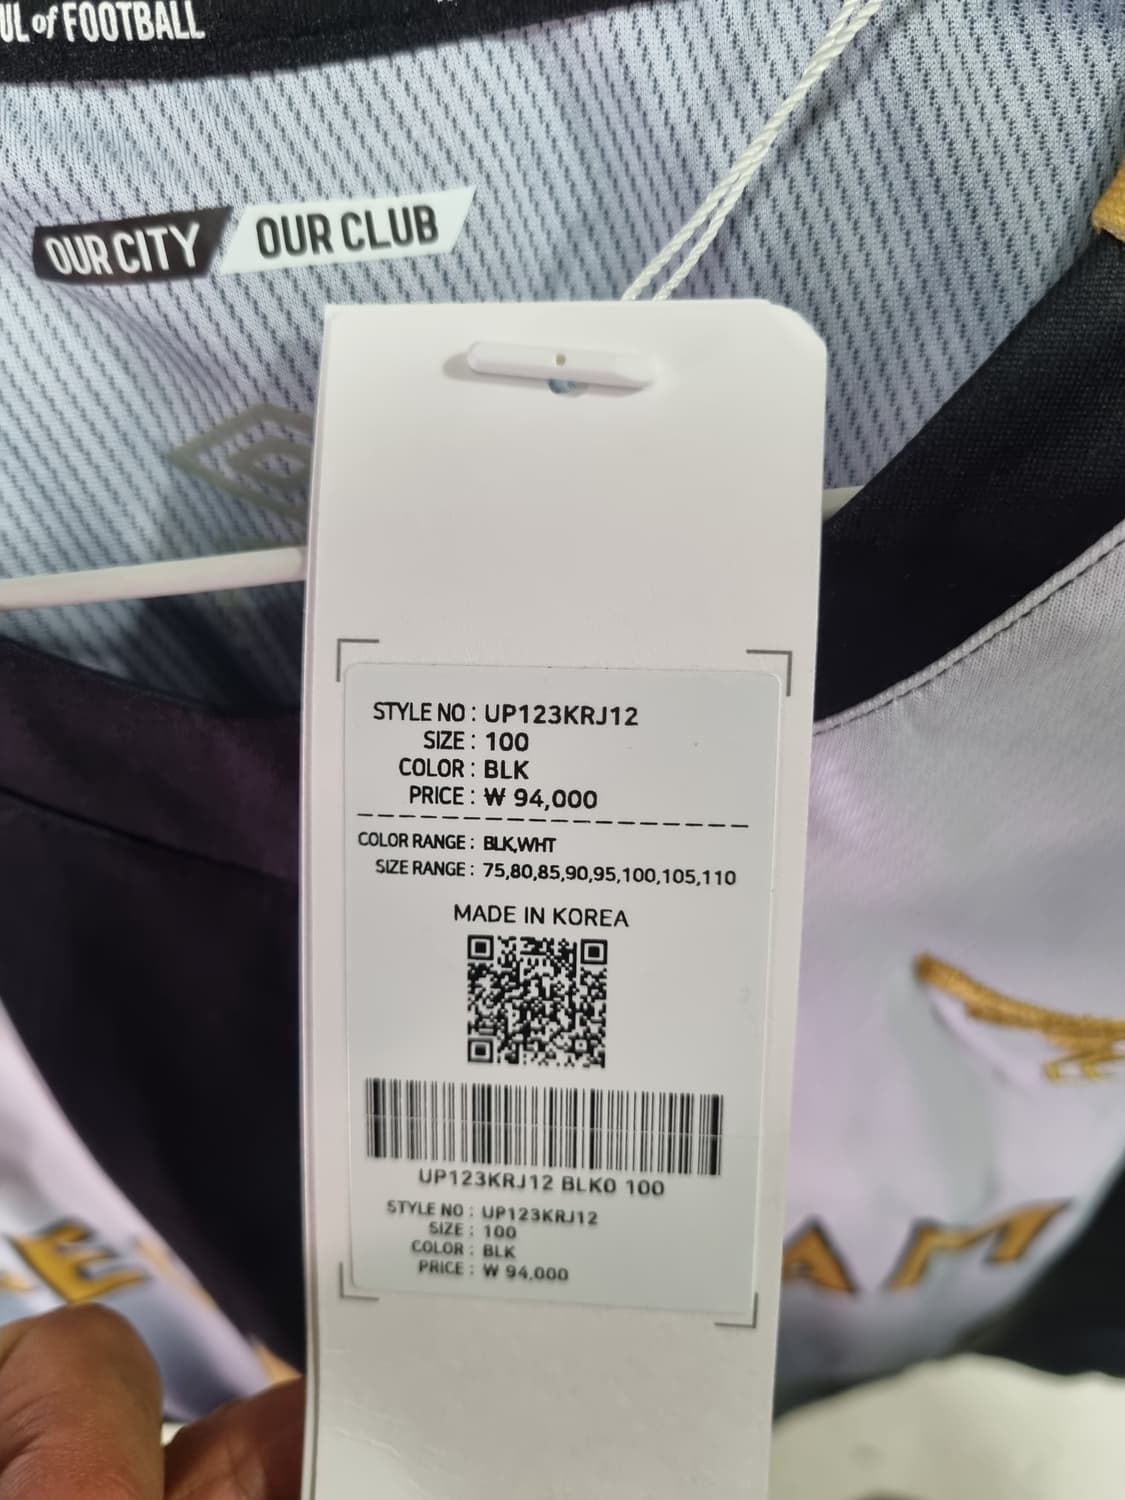 UL of FOOTBALL
OUR CITY OUR CLUB
STYLE NO : UP123KRJ12
SIZE : 100
COLOR : BLK
PRICE : ₩ 94,000
COLOR RANGE : BLK,WHT
SIZE RANGE : 75,80,85,90,95,100,105,110
MADE IN KOREA
UP123KRJ12 BLK0 100
STYLE NO : UP123KRJ12
SIZE : 100
COLOR : BLK
PRICE : ₩ 94,000
E AM